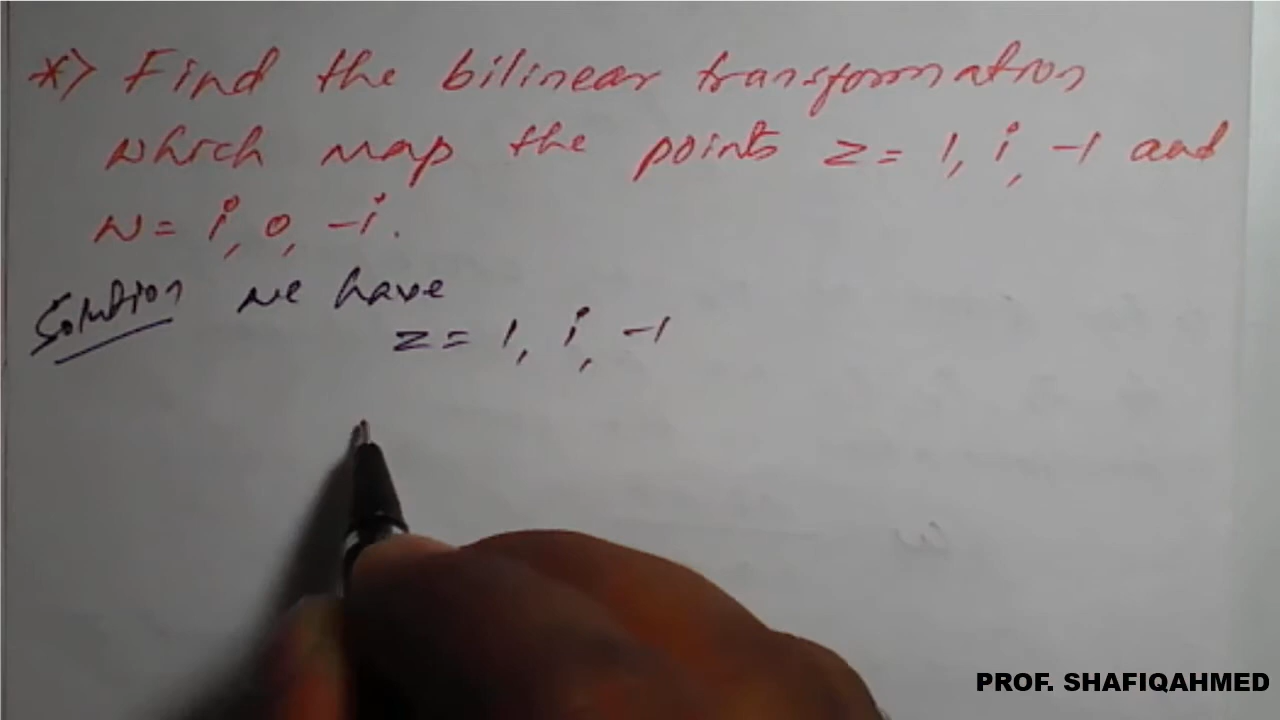 *> Find the bilinear transformation
which map the points z = 1, i, -1 and
w = i, 0, -i.
Solution we have
z = 1, i, -1
PROF. SHAFIQAHMED